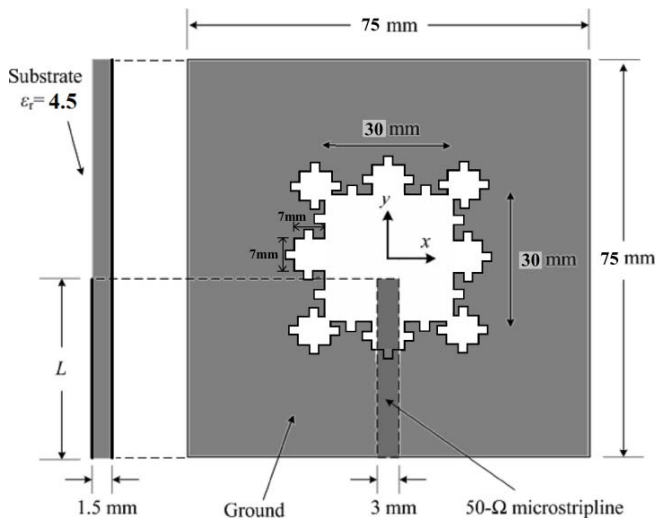 75 mm
Substrate
εr= 4.5
30 mm
7mm
7mm
y
x
30 mm
75 mm
L
1.5 mm
Ground
3 mm
50-Ω microstripline